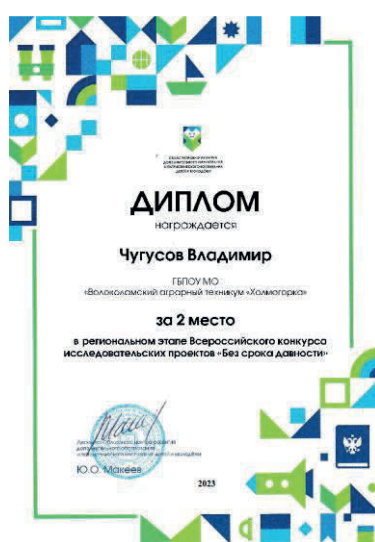 ДИПЛОМ
награждается
Чугусов Владимир
ГБПОУ МО
«Волоколамский аграрный техникум «Холмогорка»
за 2 место
в региональном этапе Всероссийского конкурса
исследовательских проектов «Без срока давности»
Ю.О. Макеев
2023